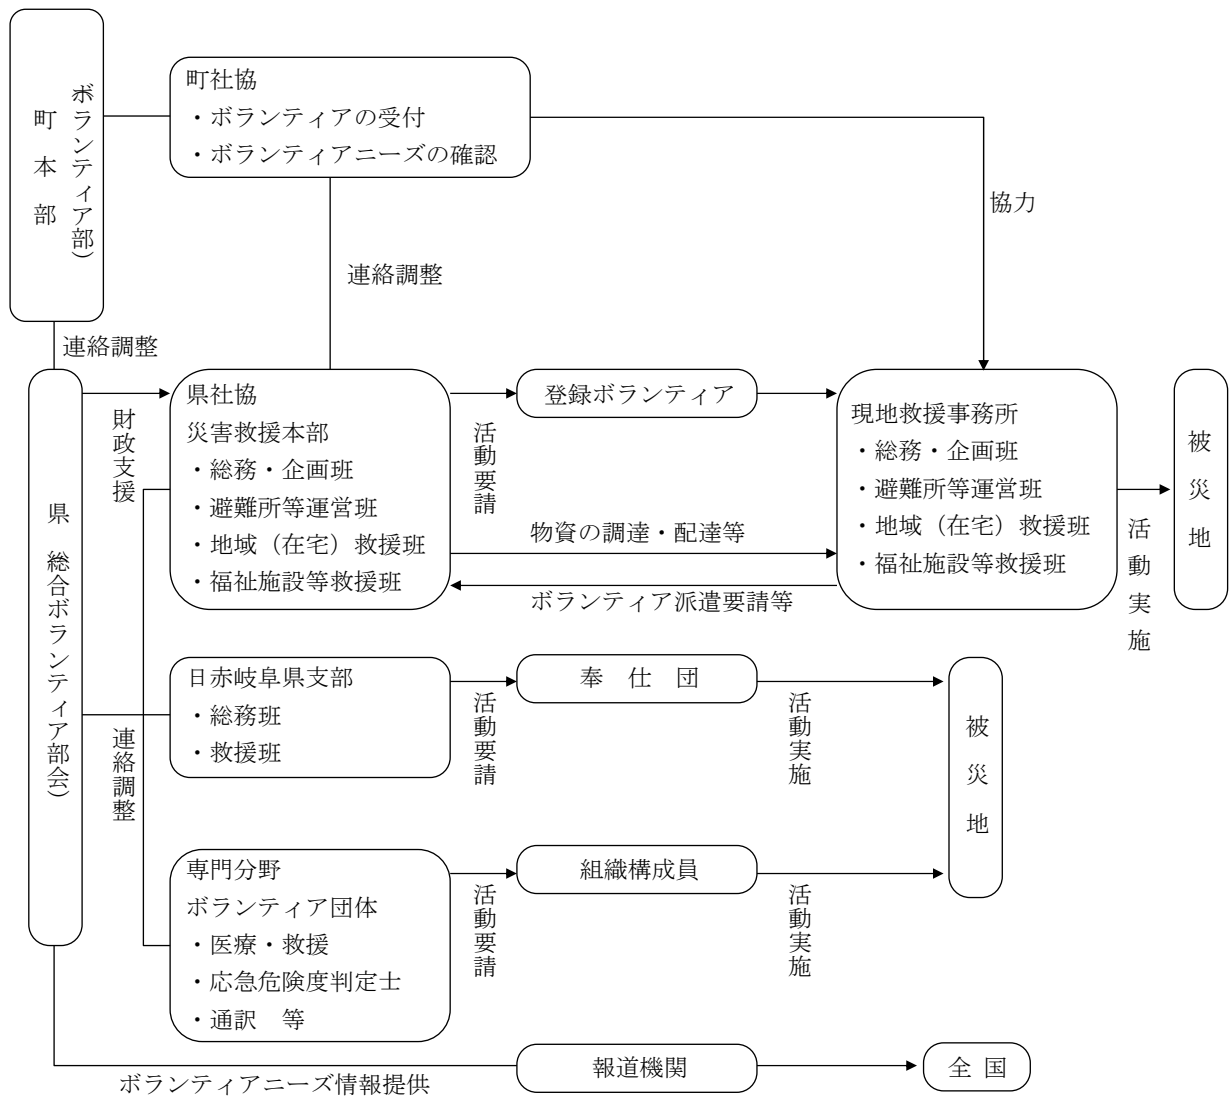 町本部
ボランティア部）
町社協
・ボランティアの受付
・ボランティアニーズの確認
協力
連絡調整
連絡調整
県 総合ボランティア部会）
財政支援
県社協
災害救援本部
・総務・企画班
・避難所等運営班
・地域（在宅）救援班
・福祉施設等救援班
活動要請
登録ボランティア
物資の調達・配達等
ボランティア派遣要請等
現地救援事務所
・総務・企画班
・避難所等運営班
・地域（在宅）救援班
・福祉施設等救援班
活動実施
被災地
連絡調整
日赤岐阜県支部
・総務班
・救援班
活動要請
奉 仕 団
活動実施
被災地
専門分野
ボランティア団体
・医療・救援
・応急危険度判定士
・通訳　等
活動要請
組織構成員
活動実施
ボランティアニーズ情報提供
報道機関
全 国